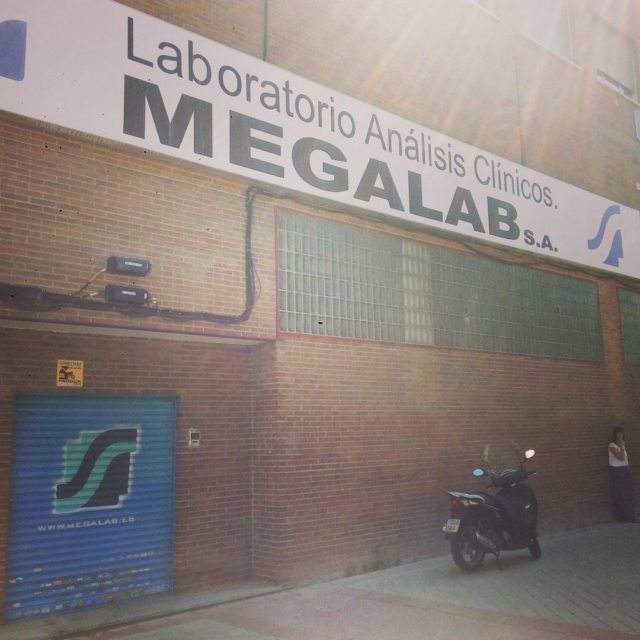 Laboratorio Análisis Clínicos.
MEGALAB S.A.
WWW.MEGALAB.ES